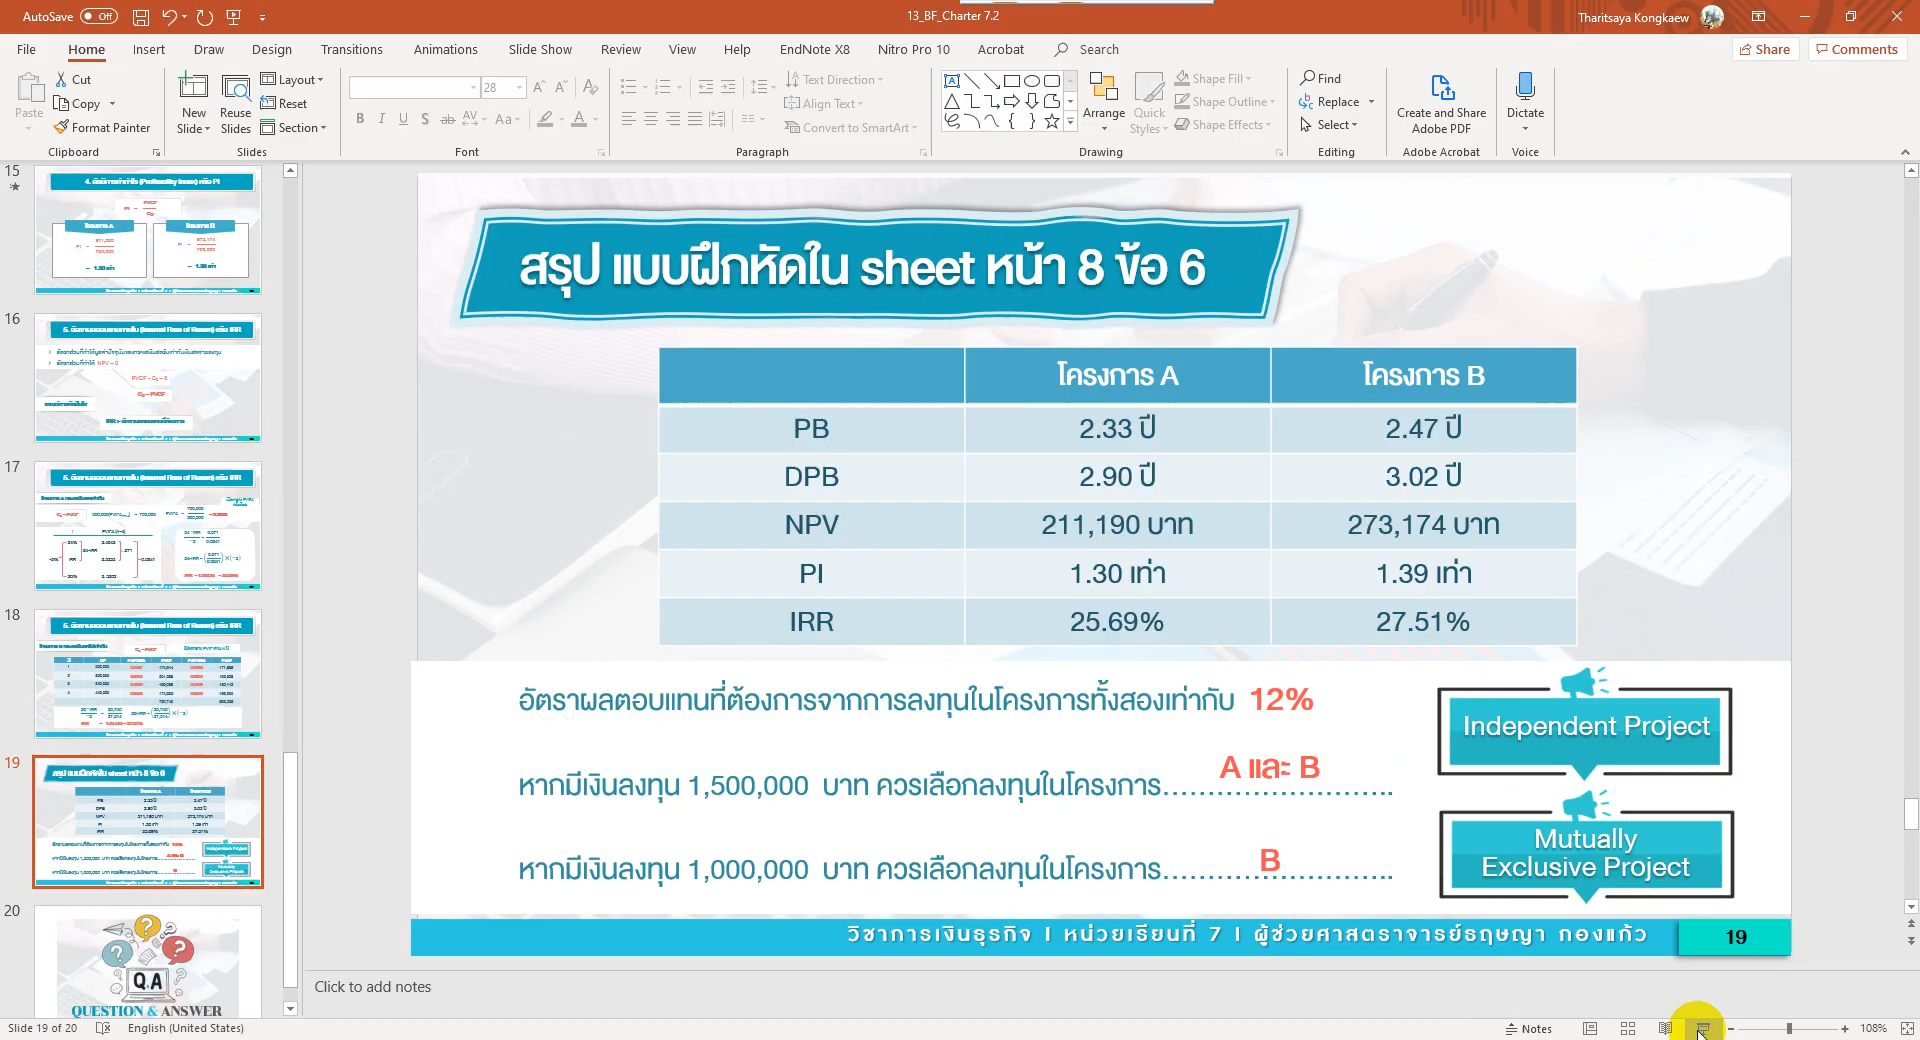 AutoSave Off
13_BF_Charter 7.2
Tharitsaya Kongkaew
File Home Insert Draw Design Transitions Animations Slide Show Review View Help EndNote X8 Nitro Pro 10 Acrobat Search
Share Comments
Paste
Cut
Copy
Format Painter
Clipboard
New Slide
Reuse Slides
Layout
Reset
Section
Slides
28
Font
Text Direction
Align Text
Convert to SmartArt
Paragraph
Arrange
Quick Styles
Shape Fill
Shape Outline
Shape Effects
Drawing
Find
Replace
Select
Editing
Create and Share Adobe PDF
Adobe Acrobat
Dictate
Voice
15
16
17
18
19
20
Q.A
QUESTION & ANSWER
สรุป แบบฝึกหัดใน sheet หน้า 8 ข้อ 6
โครงการ A โครงการ B
PB 2.33 ปี 2.47 ปี
DPB 2.90 ปี 3.02 ปี
NPV 211,190 บาท 273,174 บาท
PI 1.30 เท่า 1.39 เท่า
IRR 25.69% 27.51%
อัตราผลตอบแทนที่ต้องการจากการลงทุนในโครงการทั้งสองเท่ากับ 12%
Independent Project
หากมีเงินลงทุน 1,500,000 บาท ควรเลือกลงทุนในโครงการ..........................
A และ B
Mutually
Exclusive Project
หากมีเงินลงทุน 1,000,000 บาท ควรเลือกลงทุนในโครงการ..........................
B
วิชาการเงินธุรกิจ I หน่วยเรียนที่ 7 I ผู้ช่วยศาสตราจารย์ธฤษญา กองแก้ว
19
Click to add notes
Slide 19 of 20
English (United States)
Notes
108%